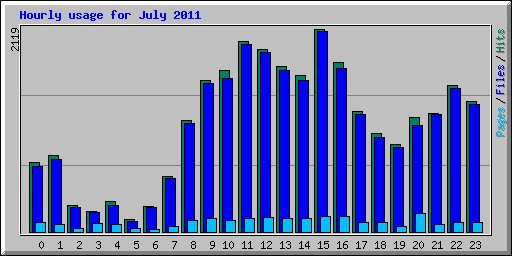 Hourly usage for July 2011
2119
Pages / Files / Hits
0 1 2 3 4 5 6 7 8 9 10 11 12 13 14 15 16 17 18 19 20 21 22 23